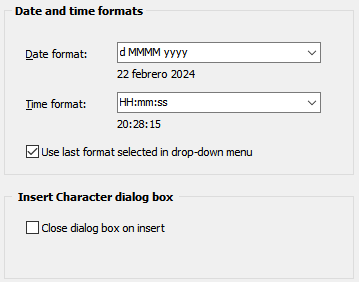 Date and time formats
Date format: d MMMM yyyy
22 febrero 2024
Time format: HH:mm:ss
20:28:15
Use last format selected in drop-down menu
Insert Character dialog box
Close dialog box on insert